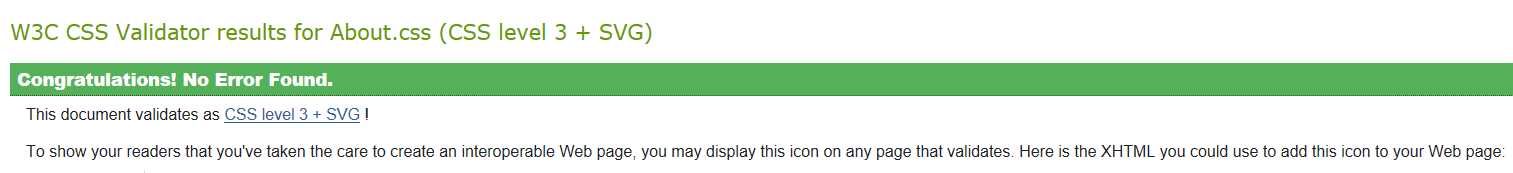 W3C CSS Validator results for About.css (CSS level 3 + SVG)
Congratulations! No Error Found.
This document validates as CSS level 3 + SVG !
To show your readers that you've taken the care to create an interoperable Web page, you may display this icon on any page that validates. Here is the XHTML you could use to add this icon to your Web page: